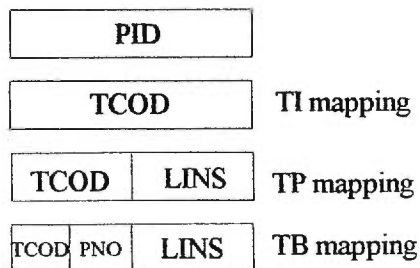 PID
TCOD TI mapping
TCOD LINS TP mapping
TCOD PNO LINS TB mapping